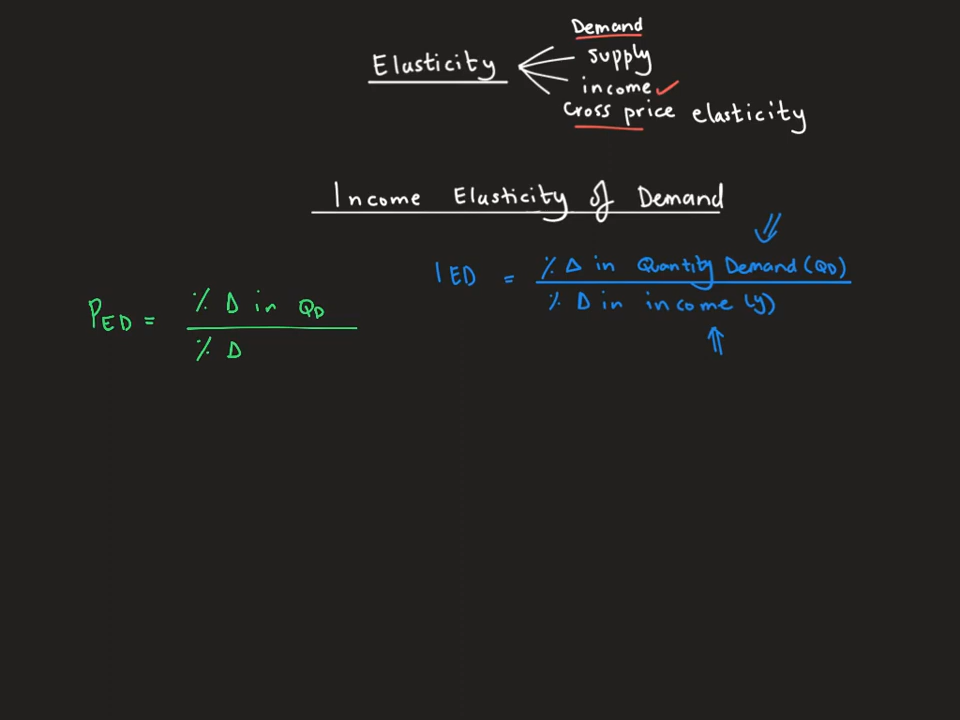 Demand
Elasticity
supply
income
Cross price elasticity
Income Elasticity of Demand
IED = % Δ in Quantity Demand (QD)
% Δ in income (y)
PED = % Δ in QD
% Δ